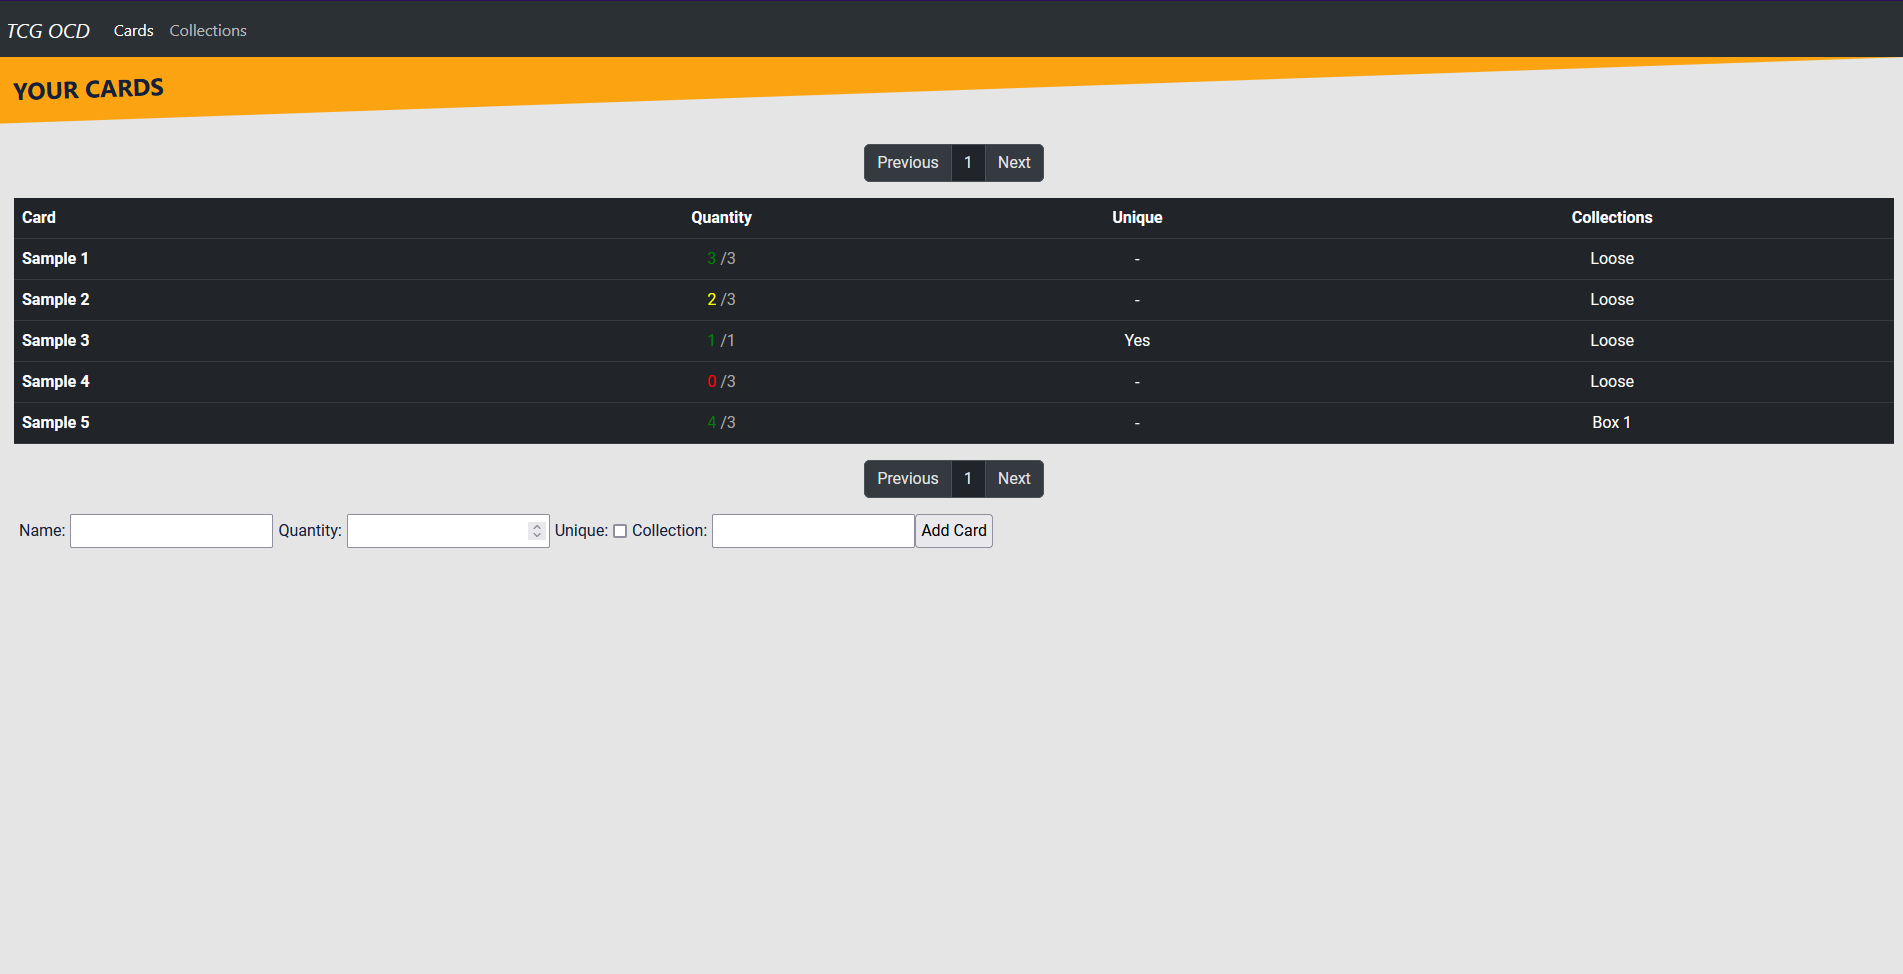 TCG OCD Cards Collections
YOUR CARDS
Previous 1 Next
Card Quantity Unique Collections
Sample 1 3 /3 - Loose
Sample 2 2 /3 - Loose
Sample 3 1 /1 Yes Loose
Sample 4 0 /3 - Loose
Sample 5 4 /3 - Box 1
Previous 1 Next
Name: Quantity: Unique: Collection: Add Card